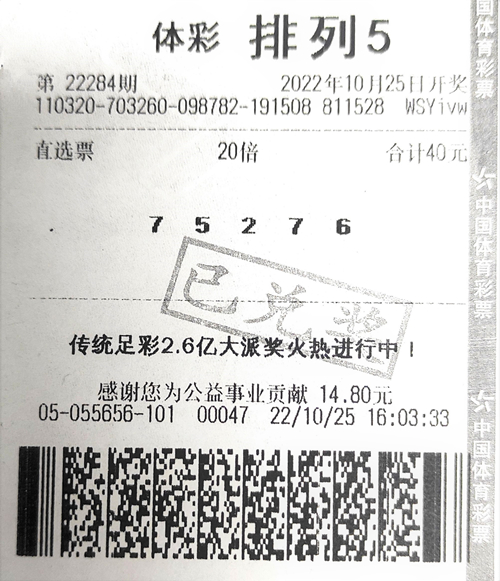 体彩 排列5
第 22284期 2022年10月25日开奖
110320-703260-098782-191508 811528 WSYivw
直选票 20倍 合计40元
7 5 2 7 6
已兑奖
传统足彩2.6亿大派奖火热进行中！
感谢您为公益事业贡献 14.80元
05-055656-101 00047 22/10/25 16:03:33
国体育彩票
中国体育彩票
中国体育彩票